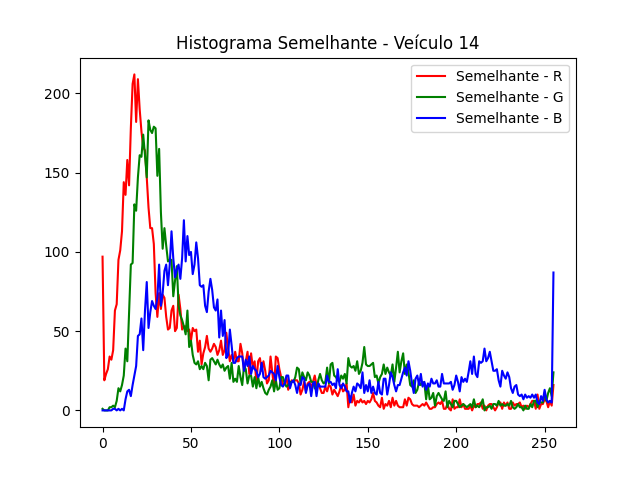 Histograma Semelhante - Veículo 14
Semelhante - R
Semelhante - G
Semelhante - B
200
150
100
50
0
0 50 100 150 200 250